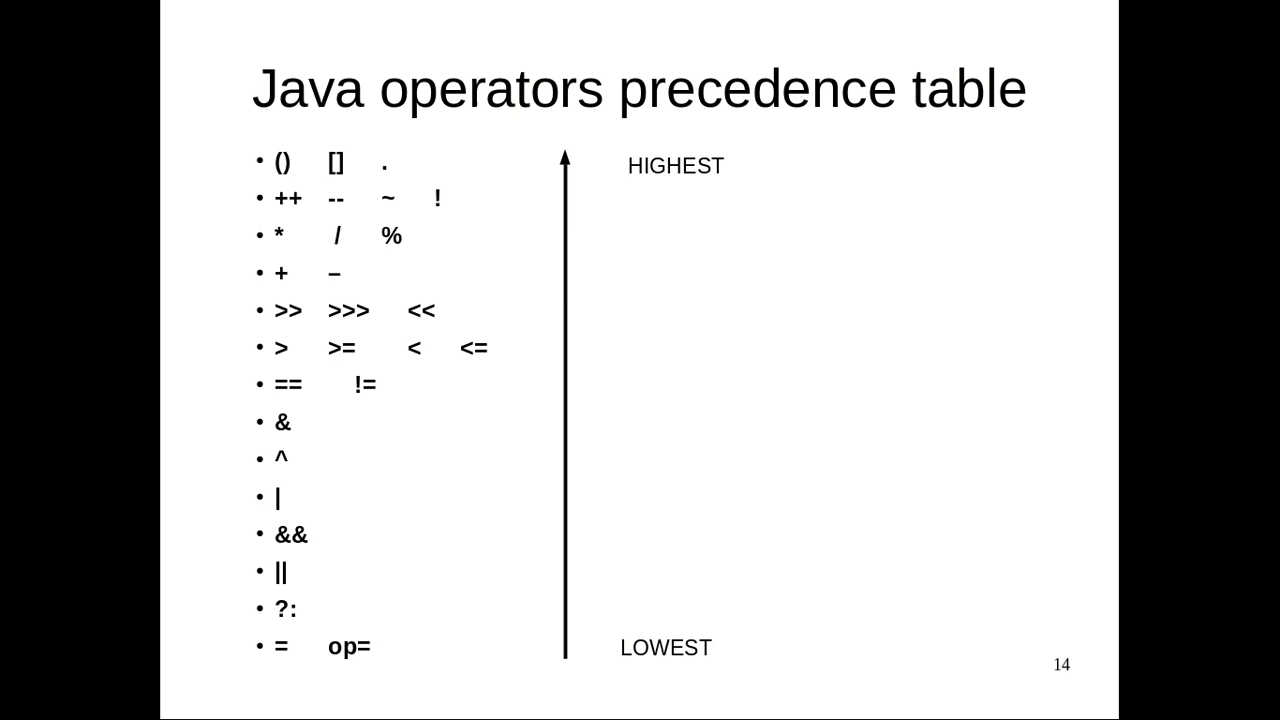 Java operators precedence table
• () [] . HIGHEST
• ++ -- ~ !
• * / %
• + –
• >> >>> <<
• > >= < <=
• == !=
• &
• ^
• |
• &&
• ||
• ?:
• = op= LOWEST
14